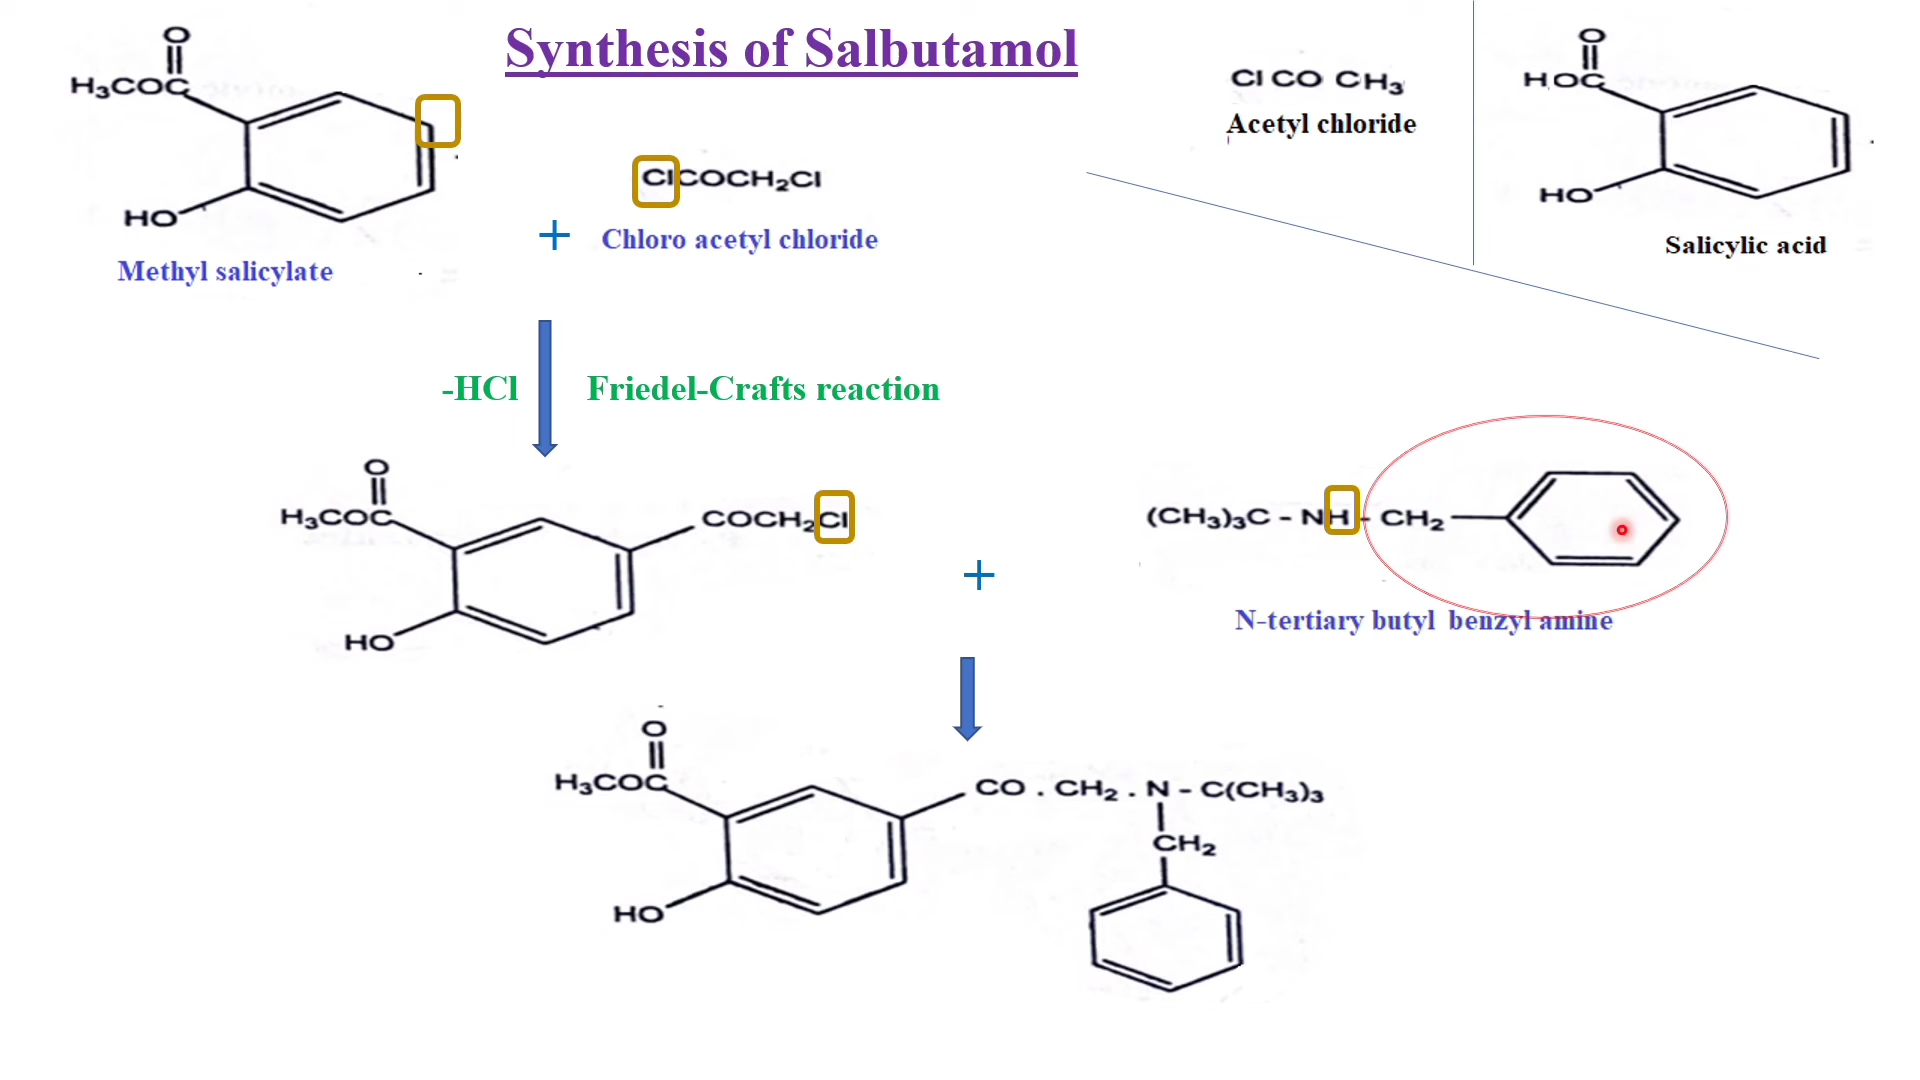 Synthesis of Salbutamol
O
H₃COC
HO
Methyl salicylate
+
ClCOCH₂Cl
Chloro acetyl chloride
Cl CO CH₃
Acetyl chloride
O
HOC
HO
Salicylic acid
-HCl
Friedel-Crafts reaction
O
H₃COC
COCH₂Cl
HO
+
(CH₃)₃C - NH - CH₂
N-tertiary butyl benzyl amine
O
H₃COC
CO . CH₂ . N - C(CH₃)₃
CH₂
HO